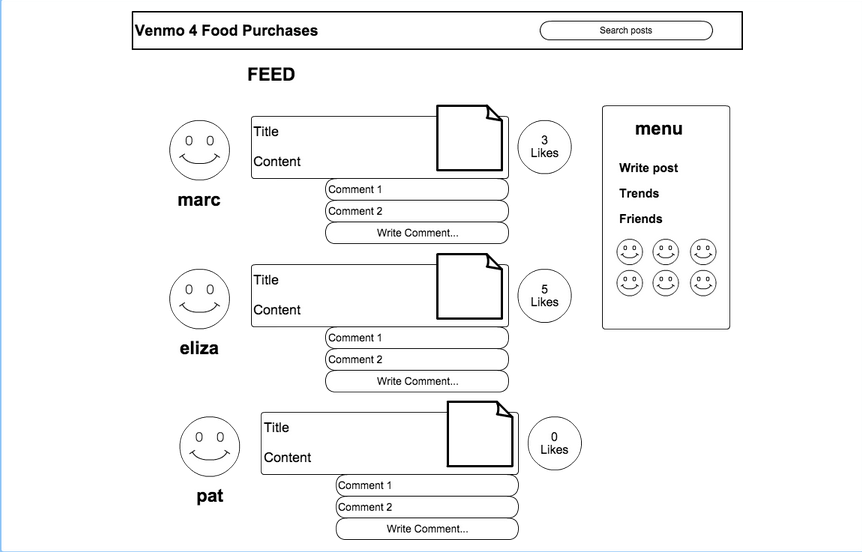 Venmo 4 Food Purchases
Search posts
FEED
Title
Content
3
Likes
marc
Comment 1
Comment 2
Write Comment...
Title
Content
5
Likes
eliza
Comment 1
Comment 2
Write Comment...
Title
Content
0
Likes
pat
Comment 1
Comment 2
Write Comment...
menu
Write post
Trends
Friends